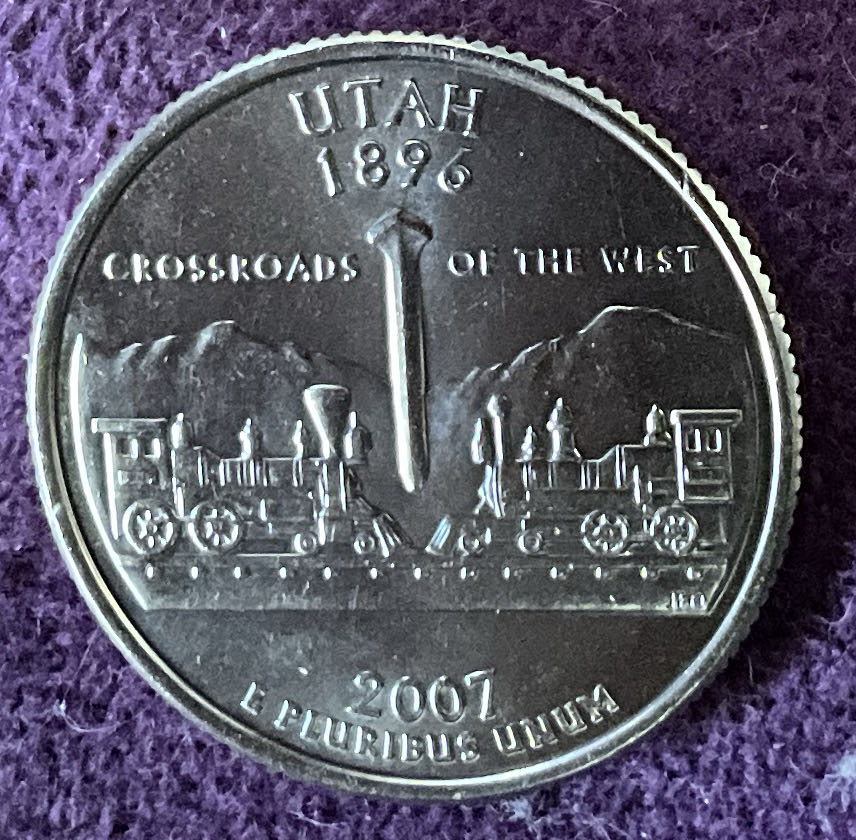 UTAH
1896
CROSSROADS OF THE WEST
2007
E PLURIBUS UNUM